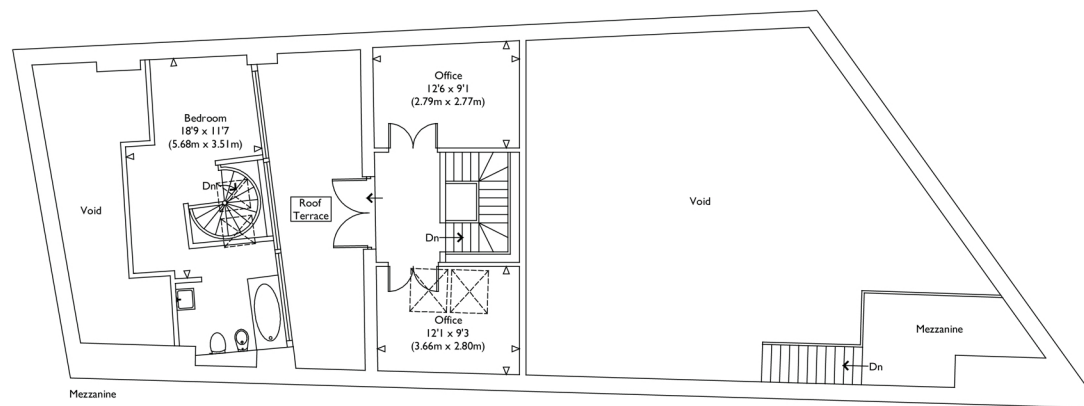 Office
12'6 x 9'1
(2.79m x 2.77m)
Bedroom
18'9 x 11'7
(5.68m x 3.51m)
Dn
Void
Roof
Terrace
Void
Dn
Office
12'1 x 9'3
(3.66m x 2.80m)
Mezzanine
Dn
Mezzanine